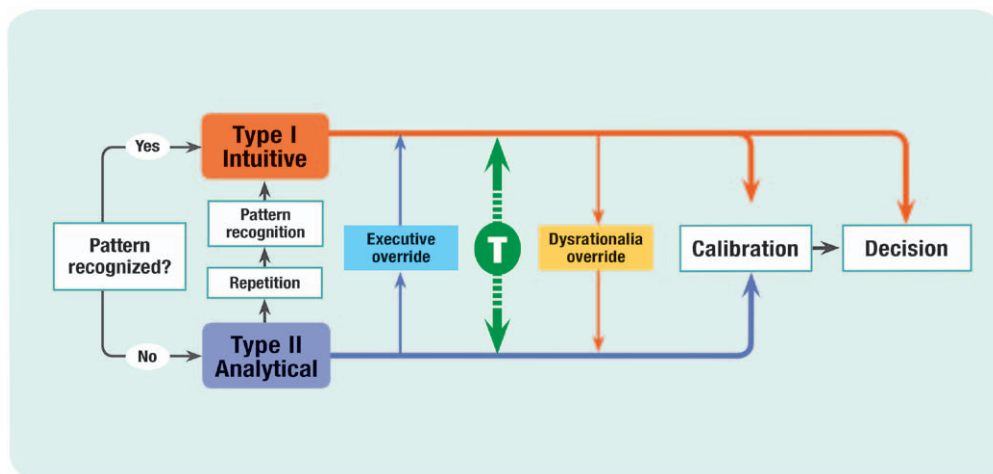 Yes
Type I
Intuitive
Pattern
recognized?
Pattern
recognition
Repetition
No
Type II
Analytical
Executive
override
T
Dysrationalia
override
Calibration
Decision